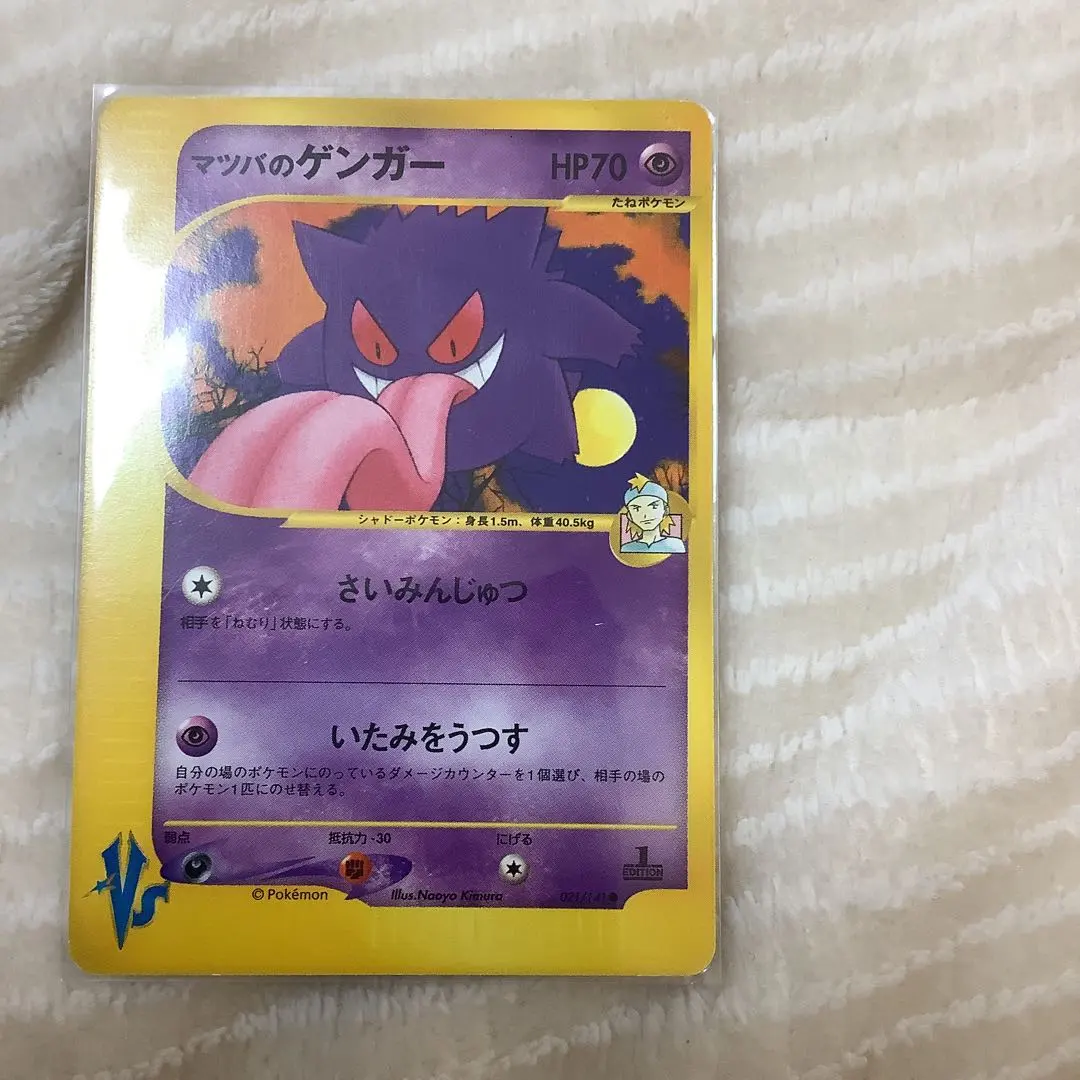 マツバのゲンガー HP70
たねポケモン
シャドーポケモン：身長1.5m、体重40.5kg
さいみんじゅつ
相手を「ねむり」状態にする。
いたみをうつす
自分の場のポケモンにのっているダメージカウンターを1個選び、相手の場の
ポケモン1匹にのせ替える。
弱点 抵抗力 -30 にげる
1
EDITION
VS
© Pokémon Illus. Naoyo Kimura 021/141